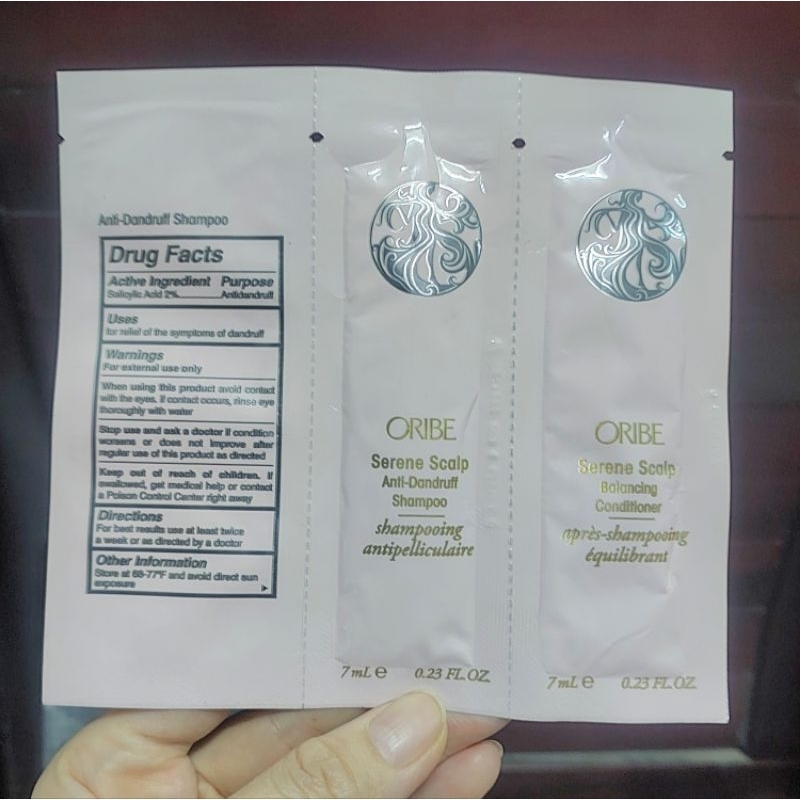 Anti-Dandruff Shampoo
Drug Facts
Active Ingredient Purpose
Salicylic Acid 2% Antidandruff
Uses
for relief of the symptoms of dandruff
Warnings
For external use only
When using this product avoid contact
with the eyes. If contact occurs, rinse eye
thoroughly with water
Stop use and ask a doctor if condition
worsens or does not improve after
regular use of this product as directed
Keep out of reach of children. If
swallowed, get medical help or contact
a Poison Control Center right away
Directions
For best results use at least twice
a week or as directed by a doctor
Other Information
Store at 68-77°F and avoid direct sun
exposure
ORIBE
Serene Scalp
Anti-Dandruff
Shampoo
shampooing
antipelliculaire
7 mL ℮ 0.23 FL.OZ.
ORIBE
Serene Scalp
Balancing
Conditioner
après-shampooing
équilibrant
7 mL ℮ 0.23 FL.OZ.